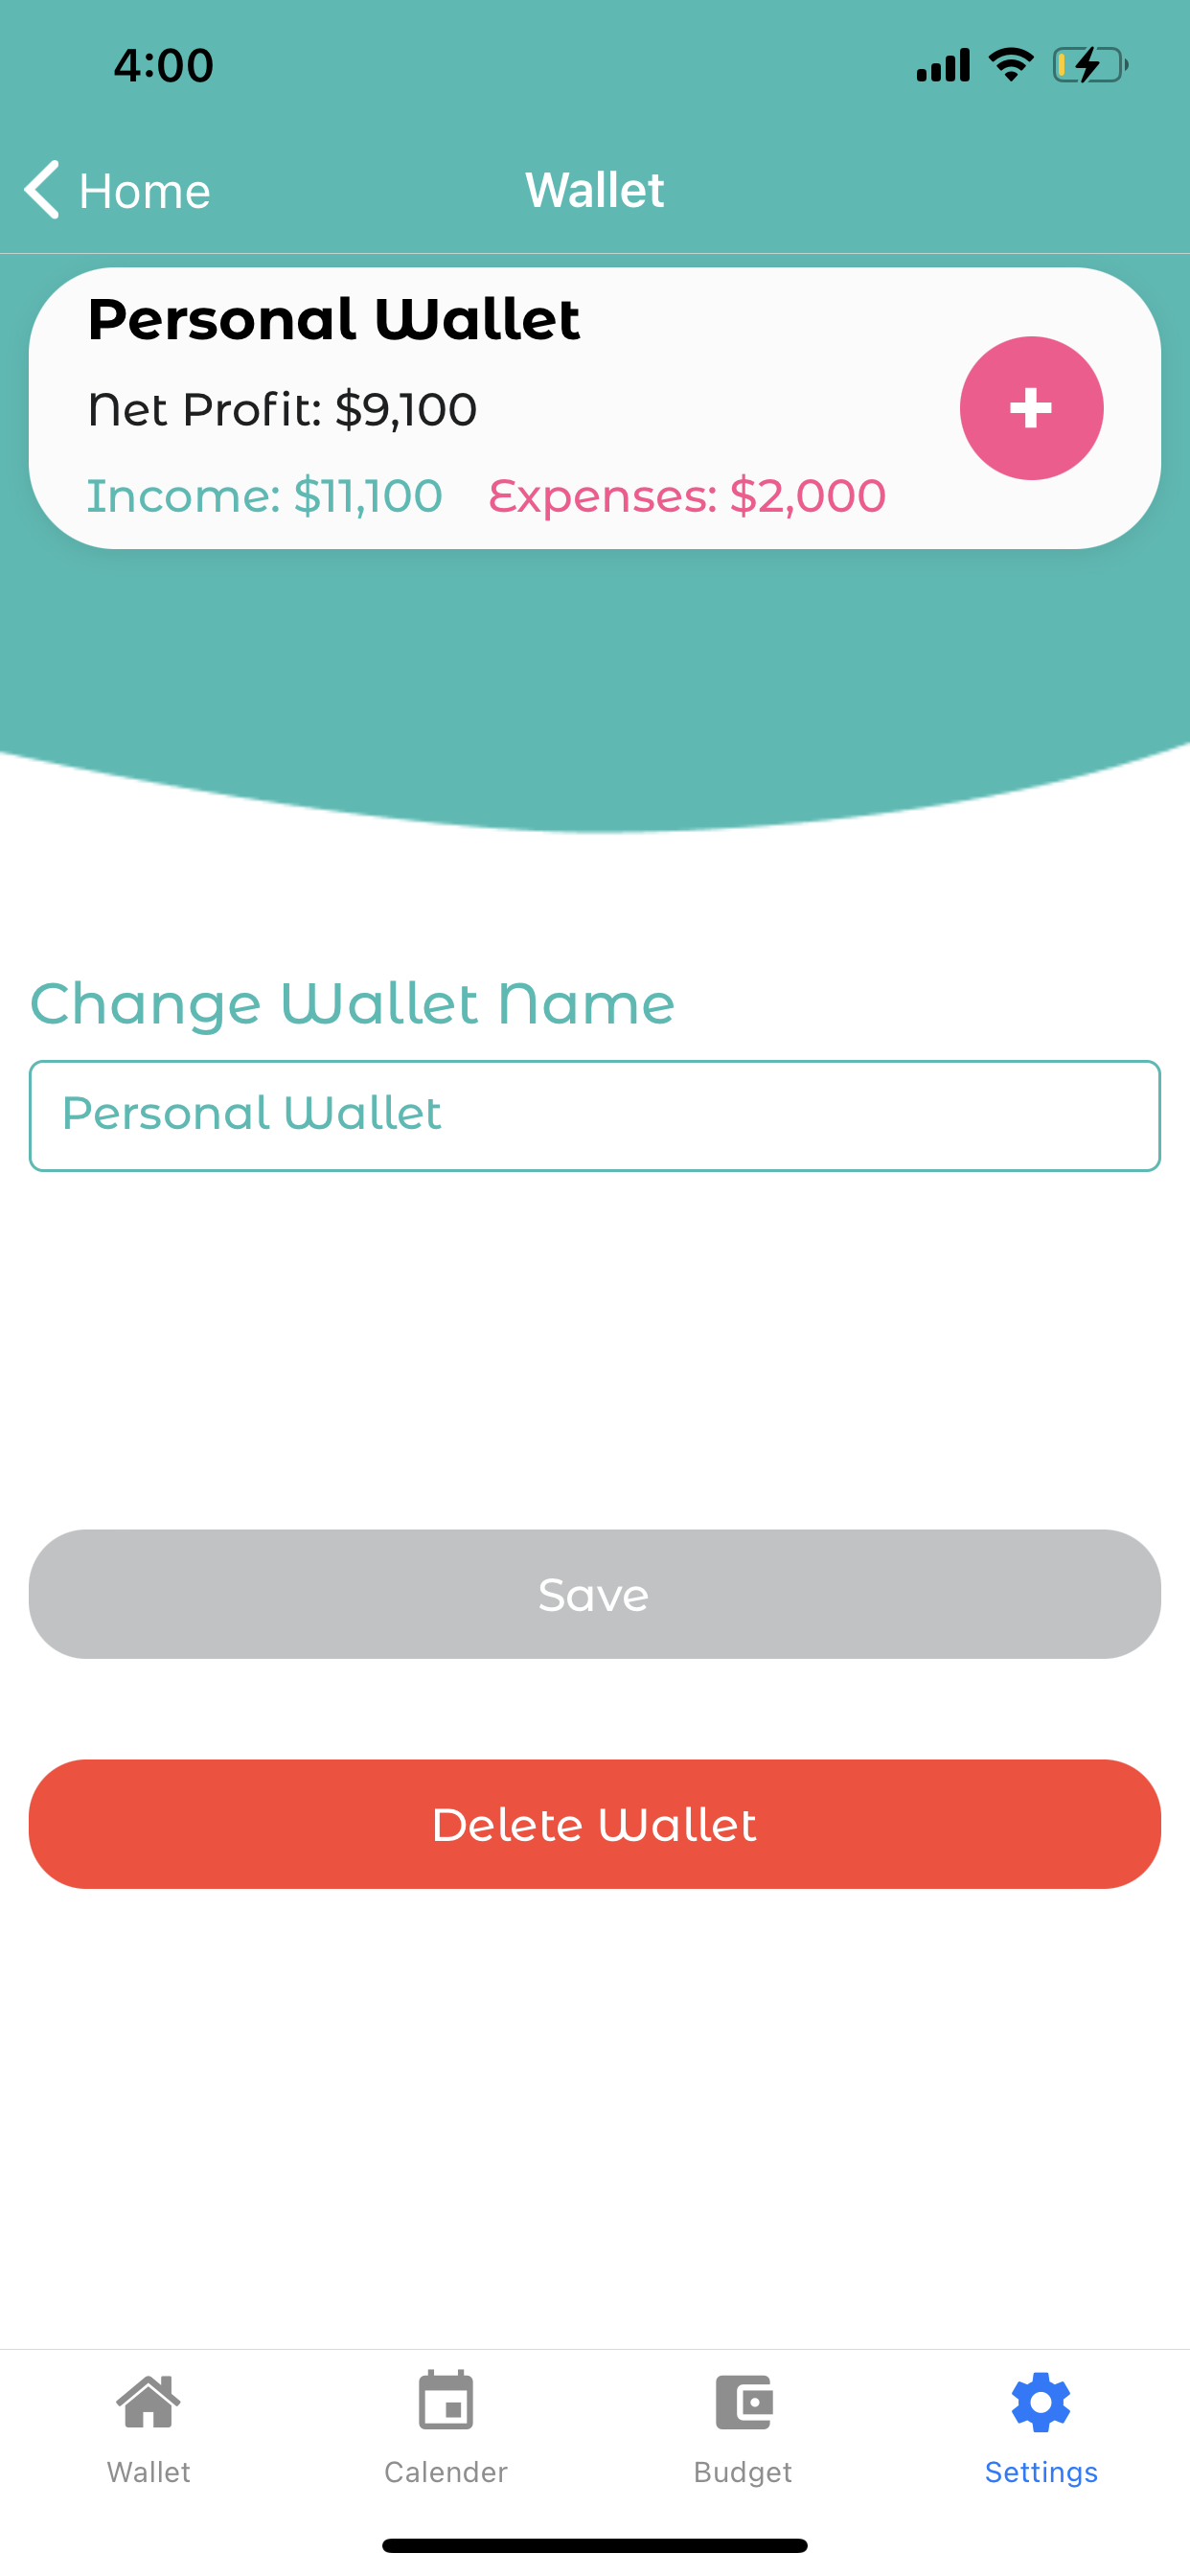 4:00
Home
Wallet
Personal Wallet
Net Profit: $9,100
Income: $11,100 Expenses: $2,000
Change Wallet Name
Personal Wallet
Save
Delete Wallet
Wallet Calender Budget Settings